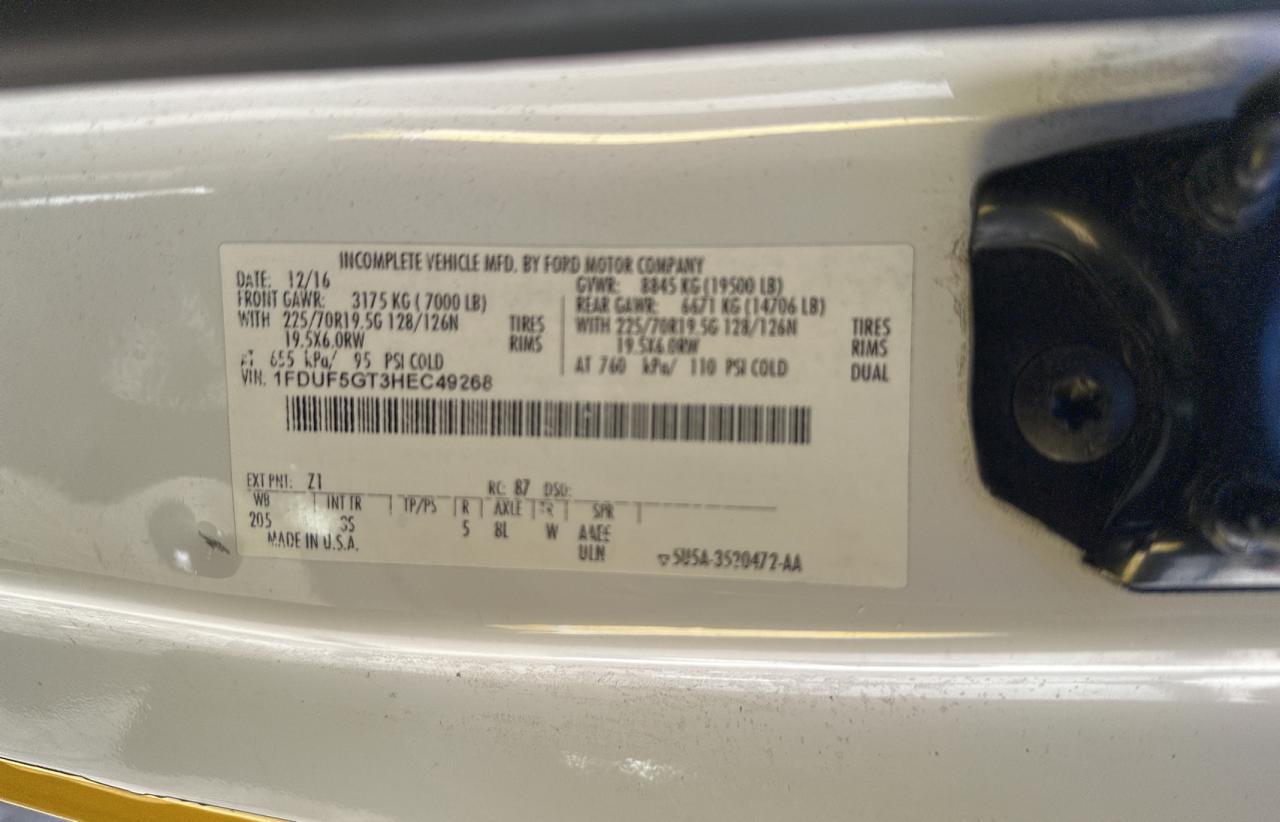 INCOMPLETE VEHICLE MFD. BY FORD MOTOR COMPANY
DATE: 12/16
GVWR: 8845 KG (19500 LB)
FRONT GAWR: 3175 KG ( 7000 LB)
REAR GAWR: 6671 KG (14706 LB)
WITH 225/70R19.5G 128/126N TIRES
WITH 225/70R19.5G 128/126N TIRES
19.5X6.0RW RIMS
19.5X6.0RW RIMS
AT 655 kPa/ 95 PSI COLD
AT 760 kPa/ 110 PSI COLD DUAL
VIN: 1FDUF5GT3HEC49268
EXT PNT: Z1 RC: 87 DSO:
WB INT TR TP/PS R AXLE TR SPR
205 5 8L W
MADE IN U.S.A. ULN